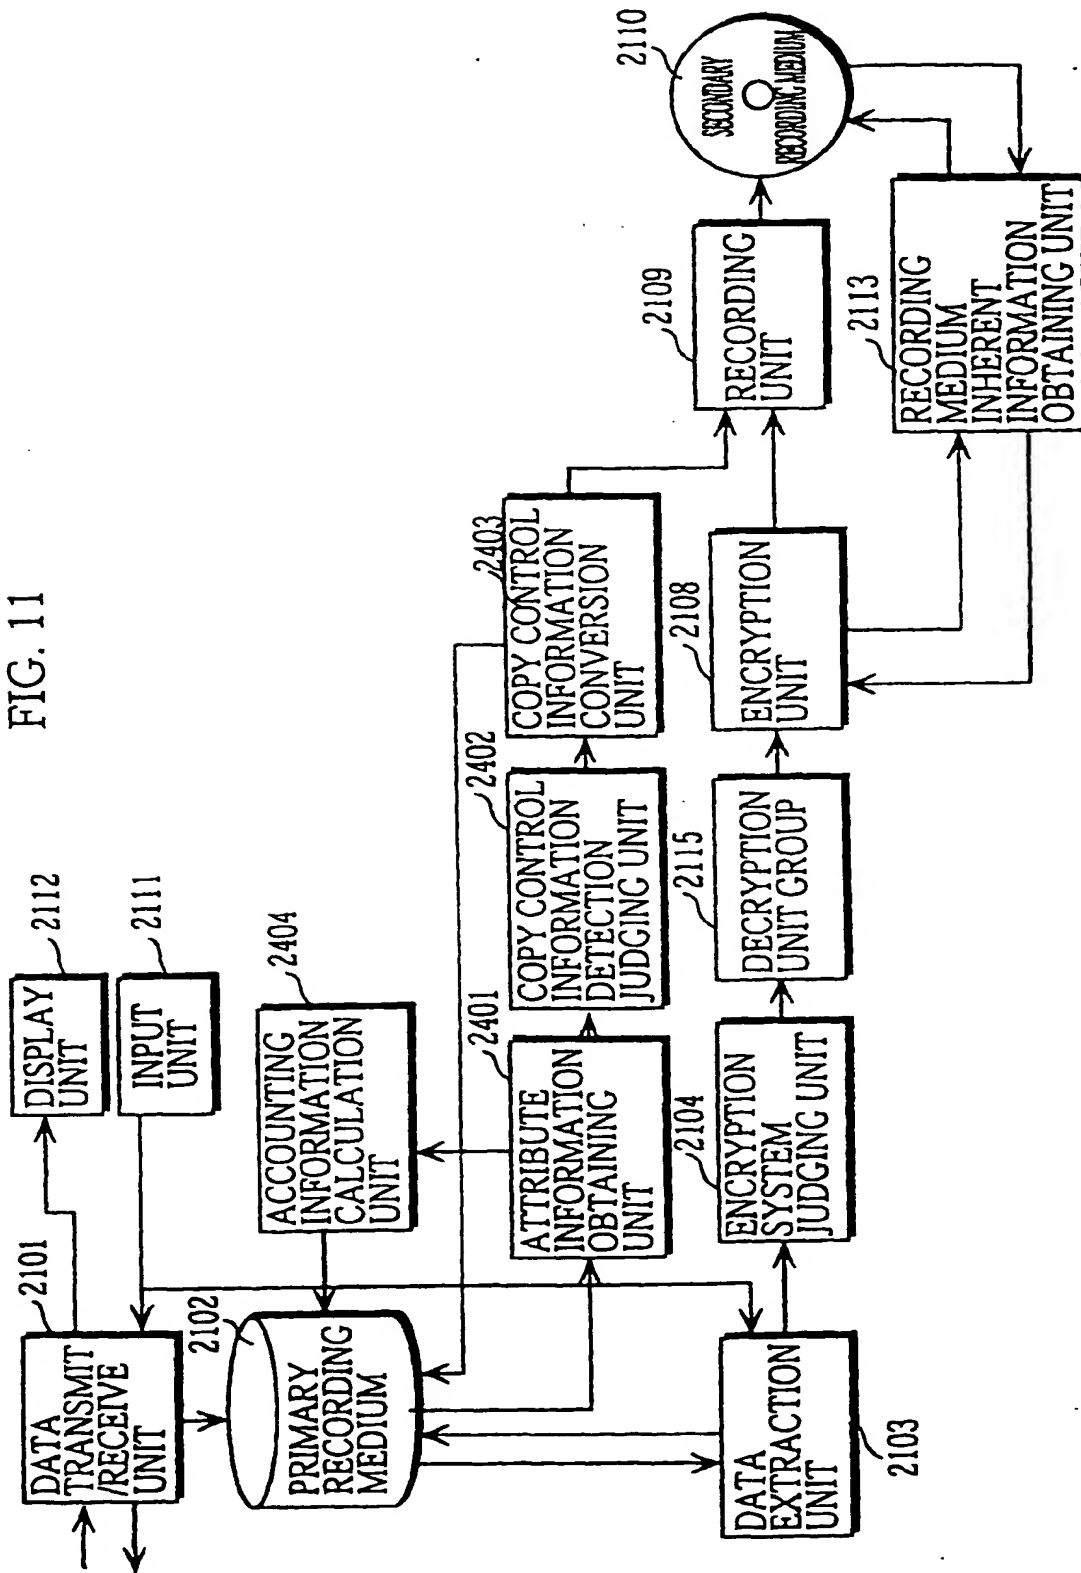 FIG. 11
2101
DATA
TRANSMIT
/RECEIVE
UNIT
2112
DISPLAY
UNIT
2111
INPUT
UNIT
2102
PRIMARY
RECORDING
MEDIUM
2404
ACCOUNTING
INFORMATION
CALCULATION
UNIT
2401
ATTRIBUTE
INFORMATION
OBTAINING
UNIT
2402
COPY CONTROL
INFORMATION
DETECTION
JUDGING UNIT
2403
COPY CONTROL
INFORMATION
CONVERSION
UNIT
2103
DATA
EXTRACTION
UNIT
2104
ENCRYPTION
SYSTEM
JUDGING UNIT
2115
DECRYPTION
UNIT GROUP
2108
ENCRYPTION
UNIT
2109
RECORDING
UNIT
2110
SECONDARY
RECORDING MEDIUM
2113
RECORDING
MEDIUM
INHERENT
INFORMATION
OBTAINING UNIT